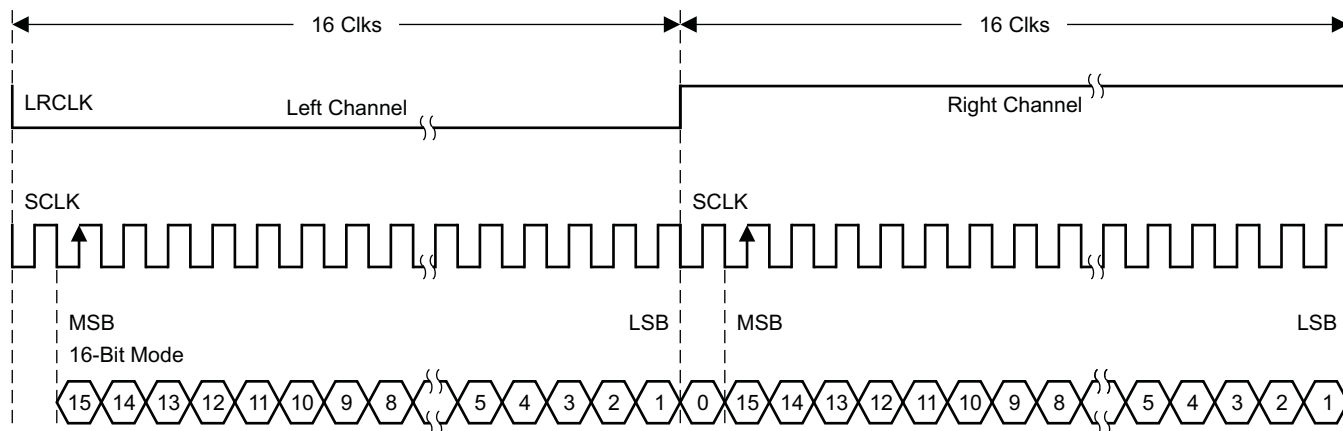 16 Clks 16 Clks
LRCLK Left Channel Right Channel
SCLK SCLK
MSB LSB MSB LSB
16-Bit Mode
15 14 13 12 11 10 9 8 5 4 3 2 1 0 15 14 13 12 11 10 9 8 5 4 3 2 1